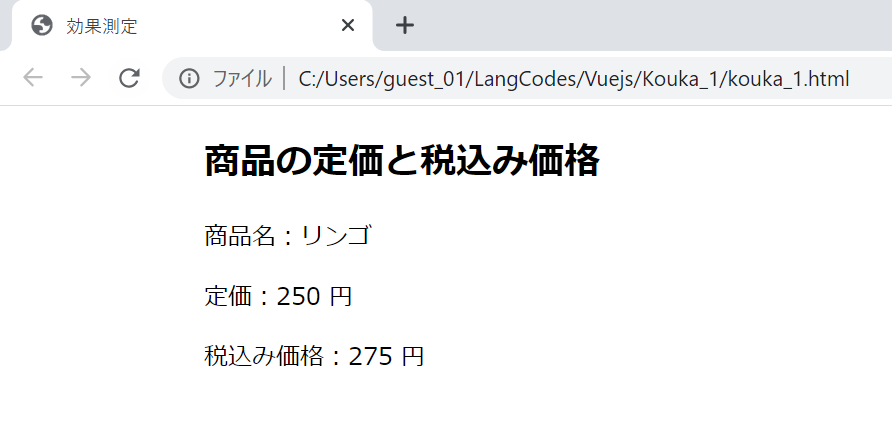 効果測定
ファイル | C:/Users/guest_01/LangCodes/Vuejs/Kouka_1/kouka_1.html
商品の定価と税込み価格
商品名：リンゴ
定価：250 円
税込み価格：275 円